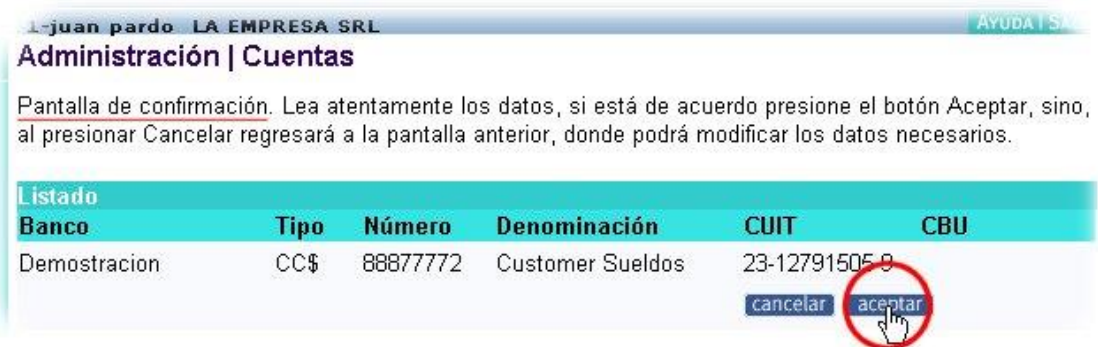 1-juan pardo LA EMPRESA SRL AYUDA |
Administración | Cuentas
Pantalla de confirmación. Lea atentamente los datos, si está de acuerdo presione el botón Aceptar, sino,
al presionar Cancelar regresará a la pantalla anterior, donde podrá modificar los datos necesarios.
Listado
Banco Tipo Número Denominación CUIT CBU
Demostracion CC$ 88877772 Customer Sueldos 23-12791505-9
cancelar aceptar